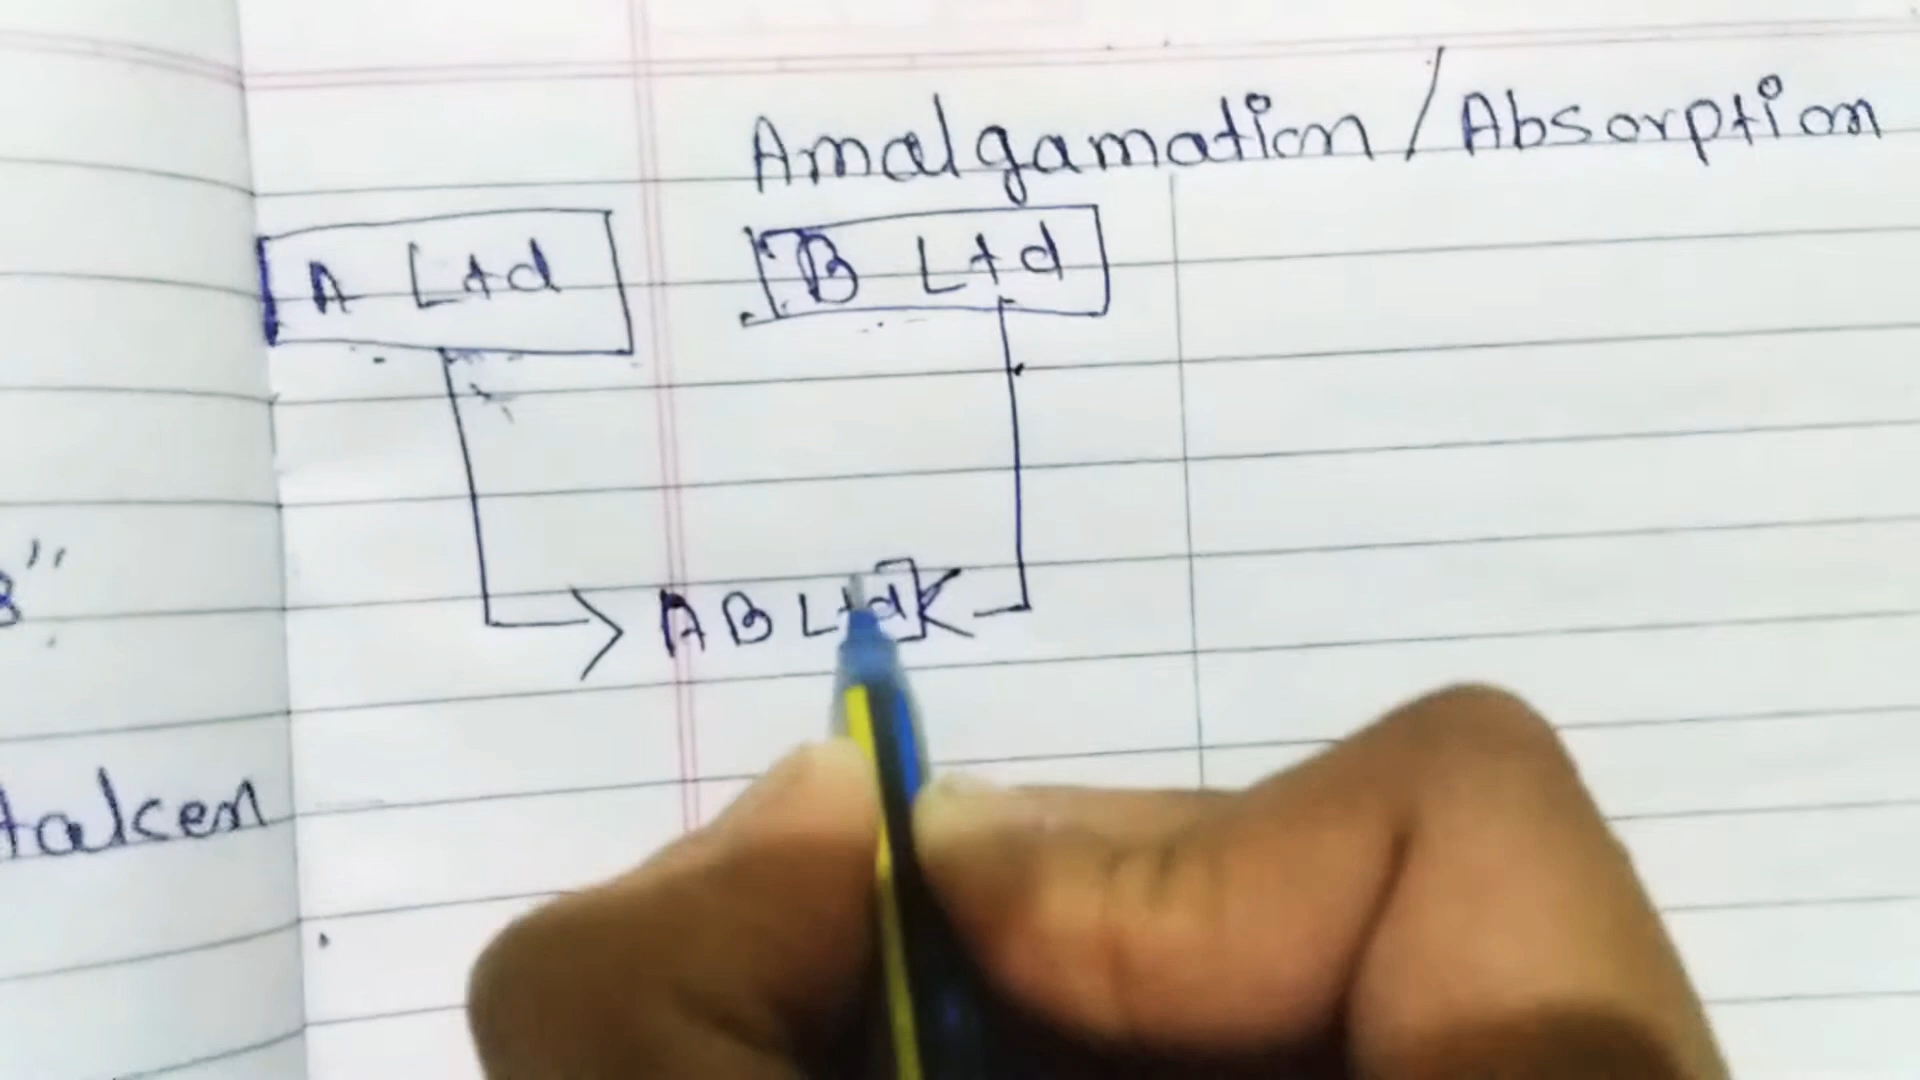 Amalgamation / Absorption
A Ltd
B Ltd
AB Ltd
taken